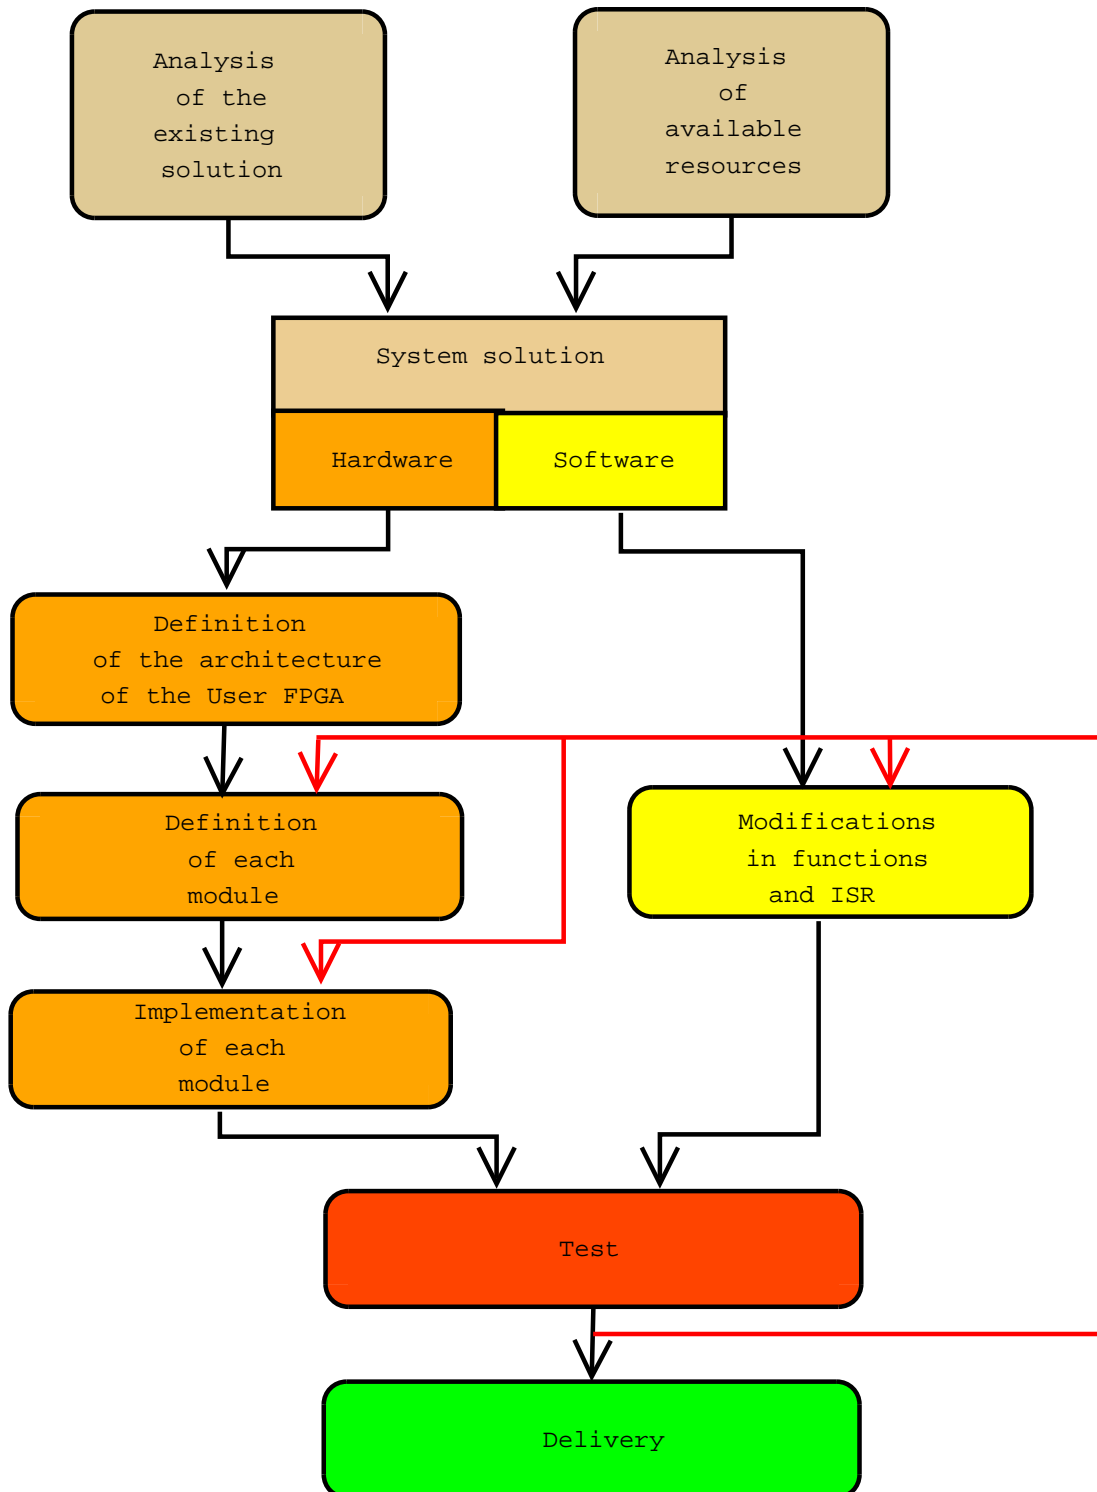 Analysis
of the
existing
solution
Analysis
of
available
resources
System solution
Hardware
Software
Definition
of the architecture
of the User FPGA
Definition
of each
module
Modifications
in functions
and ISR
Implementation
of each
module
Test
Delivery